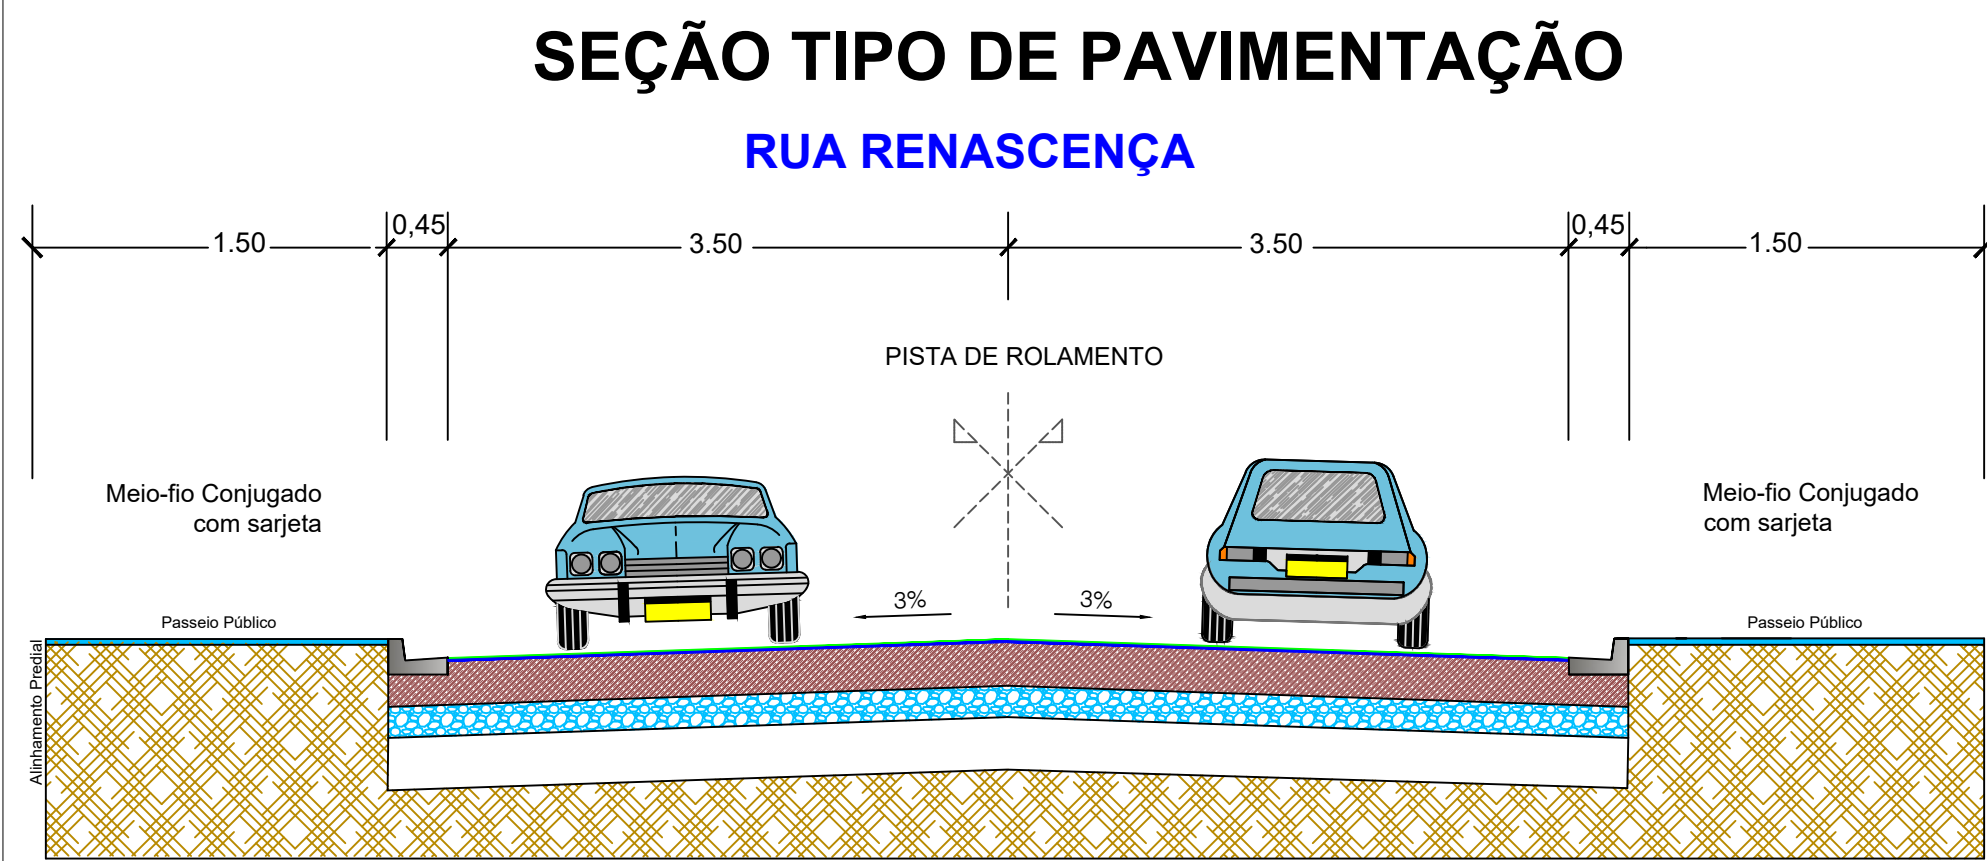 SEÇÃO TIPO DE PAVIMENTAÇÃO
RUA RENASCENÇA
1.50 0,45 3.50 3.50 0,45 1.50
PISTA DE ROLAMENTO
Meio-fio Conjugado
com sarjeta
Meio-fio Conjugado
com sarjeta
3% 3%
Passeio Público
Passeio Público
Alinhamento Predial